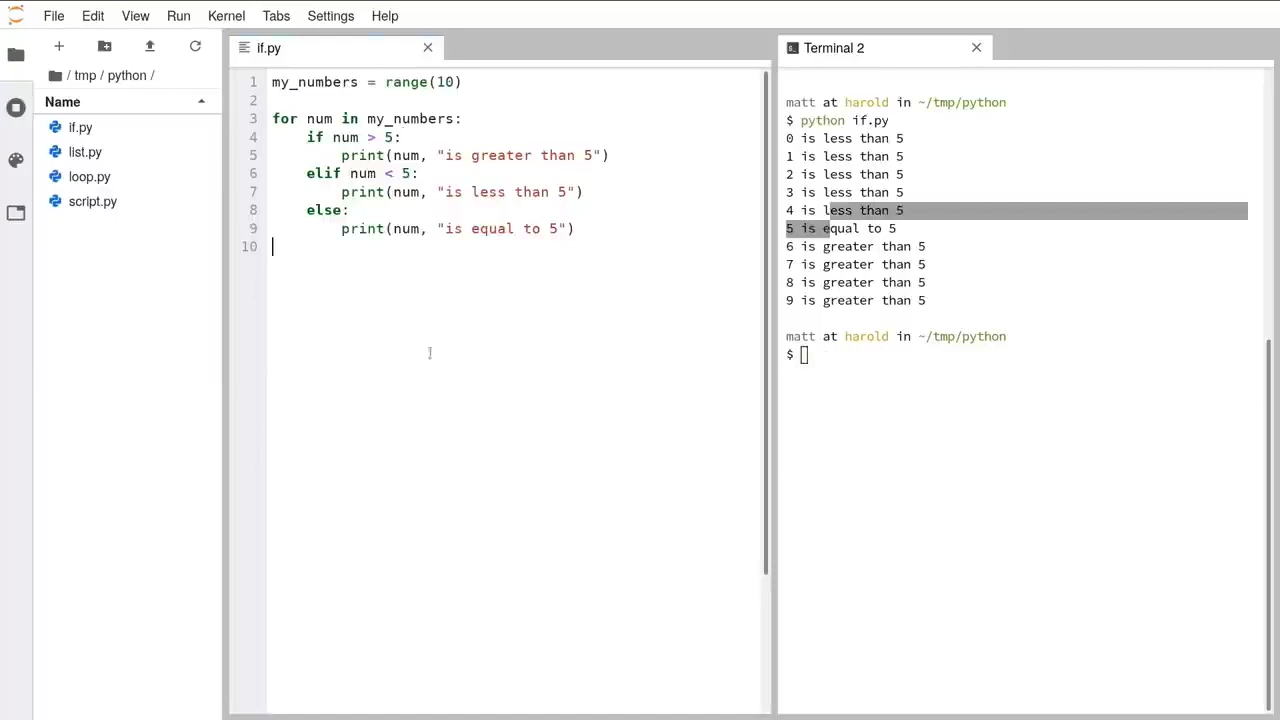 File Edit View Run Kernel Tabs Settings Help
/ tmp / python /
Name
if.py
list.py
loop.py
script.py
if.py
1 my_numbers = range(10)
2
3 for num in my_numbers:
4     if num > 5:
5         print(num, "is greater than 5")
6     elif num < 5:
7         print(num, "is less than 5")
8     else:
9         print(num, "is equal to 5")
10
Terminal 2
matt at harold in ~/tmp/python
$ python if.py
0 is less than 5
1 is less than 5
2 is less than 5
3 is less than 5
4 is less than 5
5 is equal to 5
6 is greater than 5
7 is greater than 5
8 is greater than 5
9 is greater than 5
matt at harold in ~/tmp/python
$